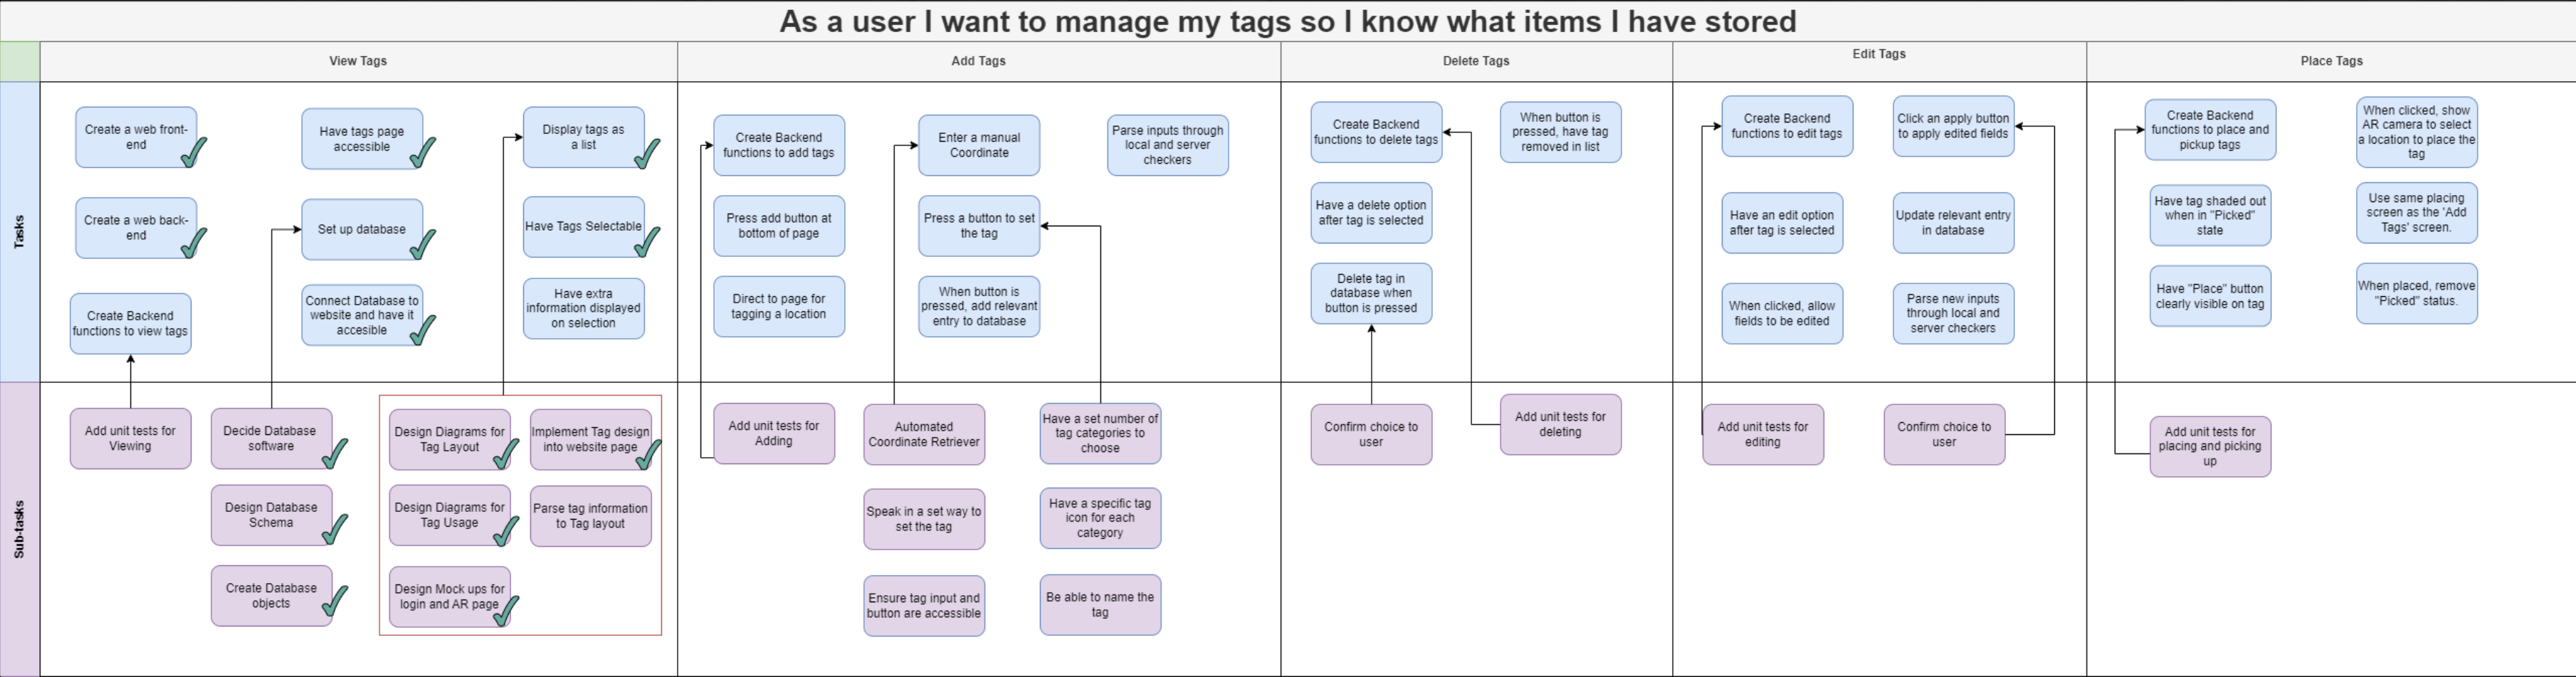 As a user I want to manage my tags so I know what items I have stored
View Tags
Add Tags
Delete Tags
Edit Tags
Place Tags
Tasks
Create a web front-
end
Have tags page
accessible
Display tags as
a list
Create a web back-
end
Set up database
Have Tags Selectable
Create Backend
functions to view tags
Connect Database to
website and have it
accesible
Have extra
information displayed
on selection
Create Backend
functions to add tags
Enter a manual
Coordinate
Parse inputs through
local and server
checkers
Press add button at
bottom of page
Press a button to set
the tag
Direct to page for
tagging a location
When button is
pressed, add relevant
entry to database
Create Backend
functions to delete tags
When button is
pressed, have tag
removed in list
Have a delete option
after tag is selected
Delete tag in
database when
button is pressed
Create Backend
functions to edit tags
Click an apply button
to apply edited fields
Have an edit option
after tag is selected
Update relevant entry
in database
When clicked, allow
fields to be edited
Parse new inputs
through local and
server checkers
Create Backend
functions to place and
pickup tags
When clicked, show
AR camera to select
a location to place the
tag
Have tag shaded out
when in "Picked"
state
Use same placing
screen as the 'Add
Tags' screen.
Have "Place" button
clearly visible on tag
When placed, remove
"Picked" status.
Sub-tasks
Add unit tests for
Viewing
Decide Database
software
Design Diagrams for
Tag Layout
Implement Tag design
into website page
Design Database
Schema
Design Diagrams for
Tag Usage
Parse tag information
to Tag layout
Create Database
objects
Design Mock ups for
login and AR page
Add unit tests for
Adding
Automated
Coordinate Retriever
Have a set number of
tag categories to
choose
Speak in a set way to
set the tag
Have a specific tag
icon for each
category
Ensure tag input and
button are accessible
Be able to name the
tag
Confirm choice to
user
Add unit tests for
deleting
Add unit tests for
editing
Confirm choice to
user
Add unit tests for
placing and picking
up